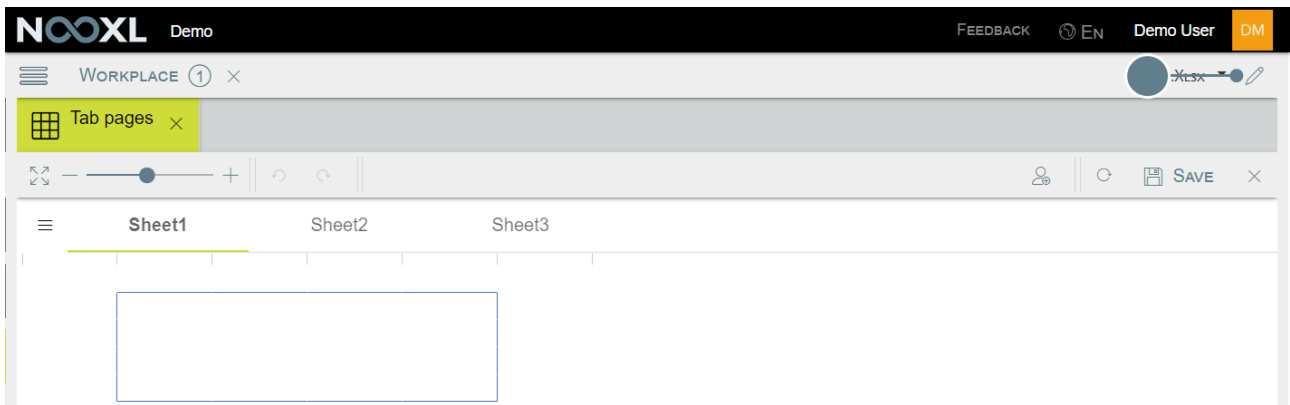 NOOXL Demo FEEDBACK EN Demo User DM
WORKPLACE 1 .XLSX
Tab pages
SAVE
Sheet1 Sheet2 Sheet3